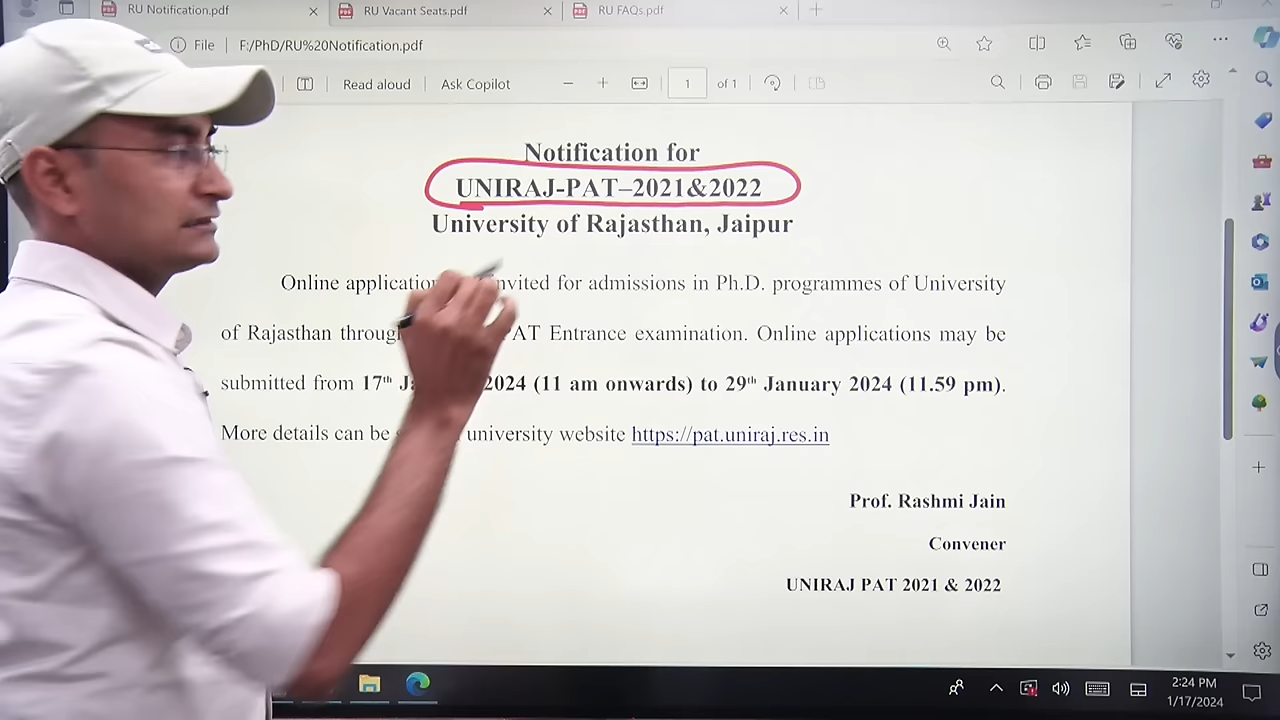 RU Notification.pdf
RU Vacant Seats.pdf
RU FAQs.pdf
File
F:/PhD/RU%20Notification.pdf
Read aloud
Ask Copilot
1
of 1
Notification for
UNIRAJ-PAT–2021&2022
University of Rajasthan, Jaipur
Online invited for admissions in Ph.D. programmes of University
of Rajasthan Entrance examination. Online applications may be
submitted from 17th 2024 (11 am onwards) to 29th January 2024 (11.59 pm).
More details can be university website https://pat.uniraj.res.in
Prof. Rashmi Jain
Convener
UNIRAJ PAT 2021 & 2022
2:24 PM
1/17/2024